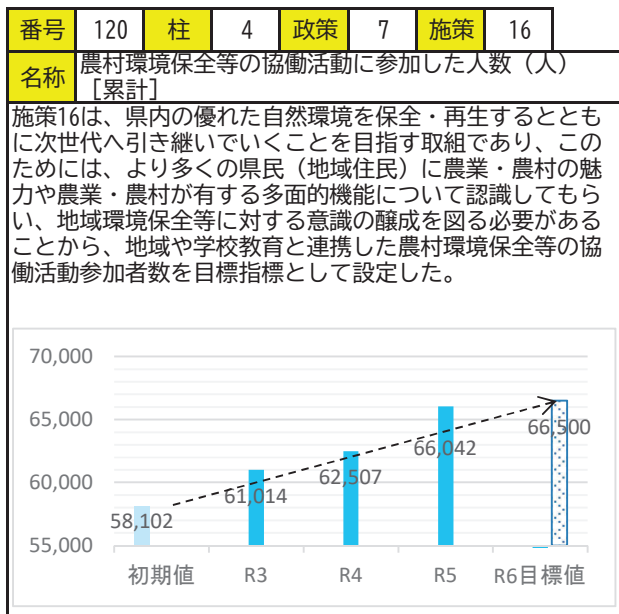 番号 120 柱 4 政策 7 施策 16
名称 農村環境保全等の協働活動に参加した人数（人）
［累計］
施策16は、県内の優れた自然環境を保全・再生するととも
に次世代へ引き継いでいくことを目指す取組であり、この
ためには、より多くの県民（地域住民）に農業・農村の魅
力や農業・農村が有する多面的機能について認識してもら
い、地域環境保全等に対する意識の醸成を図る必要がある
ことから、地域や学校教育と連携した農村環境保全等の協
働活動参加者数を目標指標として設定した。
70,000
65,000
60,000
55,000
58,102
61,014
62,507
66,042
66,500
初期値 R3 R4 R5 R6目標値